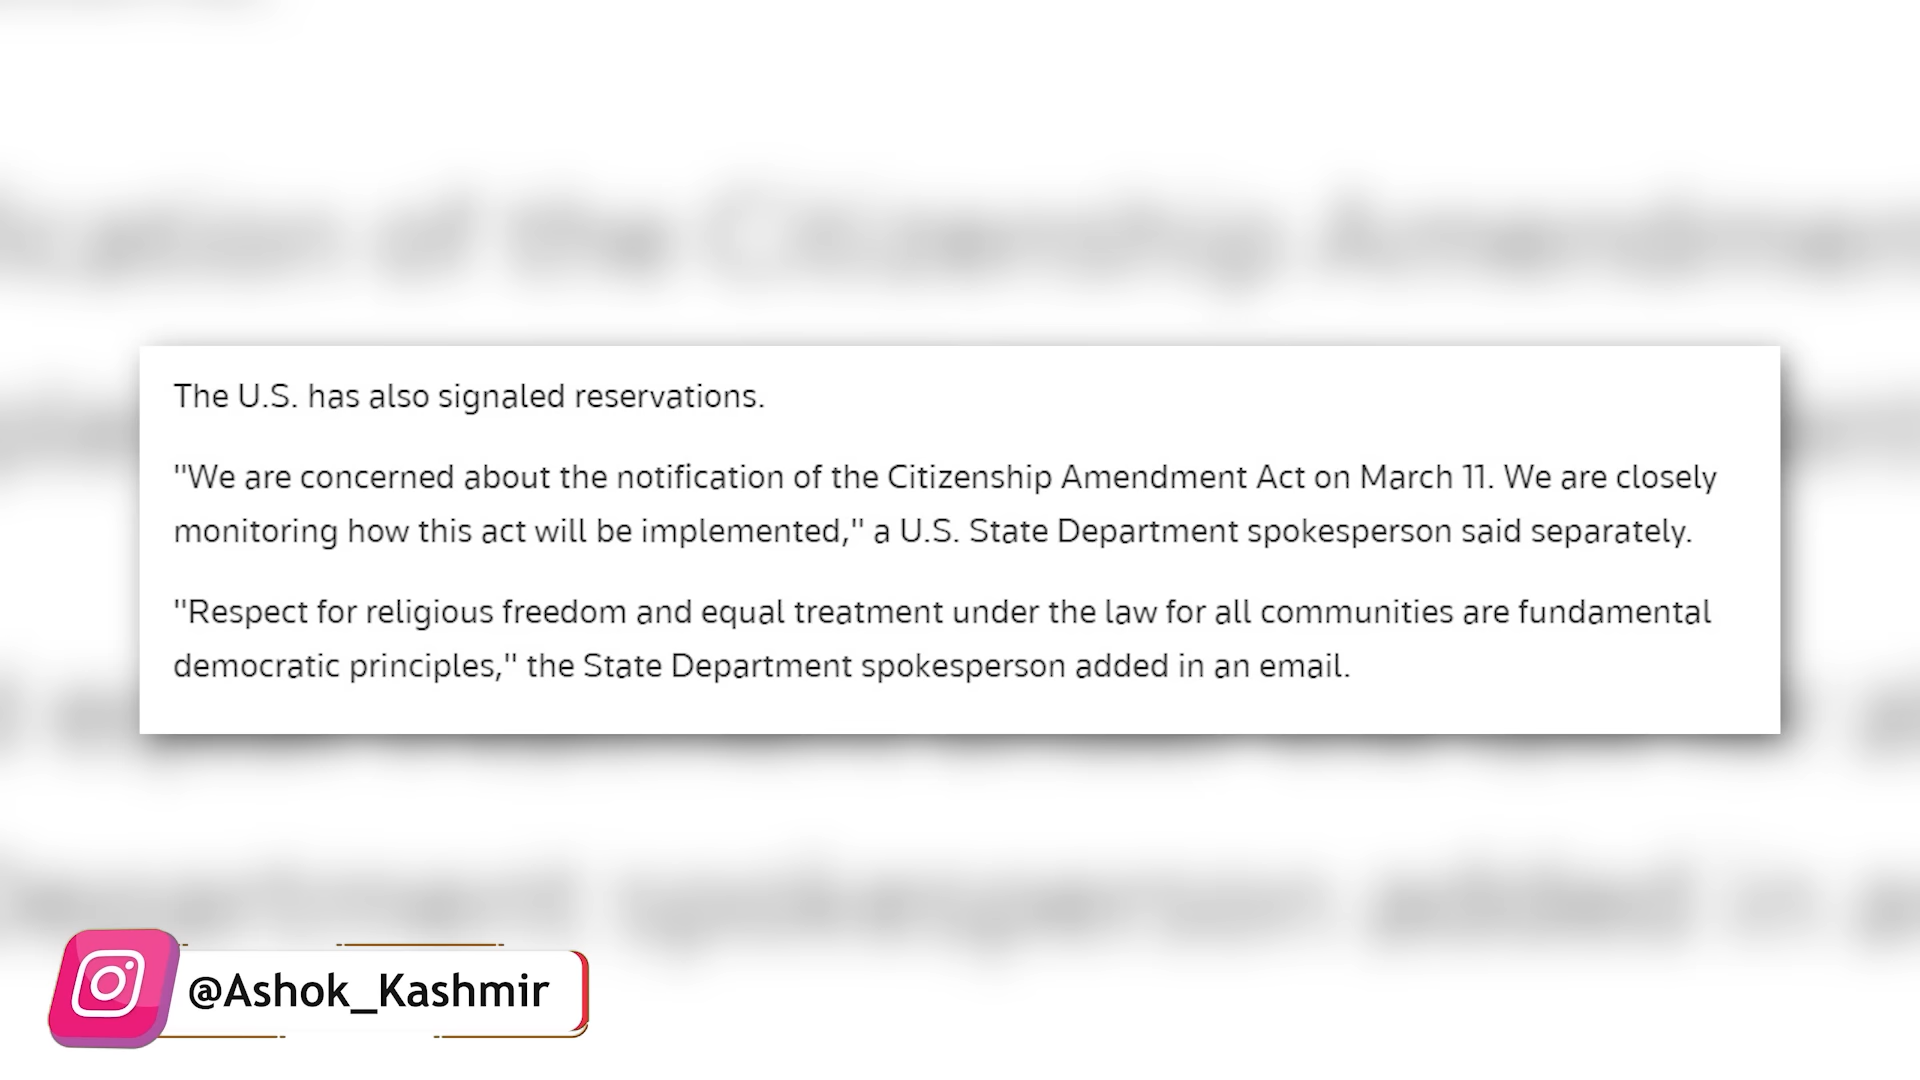 The U.S. has also signaled reservations.
"We are concerned about the notification of the Citizenship Amendment Act on March 11. We are closely
monitoring how this act will be implemented," a U.S. State Department spokesperson said separately.
"Respect for religious freedom and equal treatment under the law for all communities are fundamental
democratic principles," the State Department spokesperson added in an email.
@Ashok_Kashmir